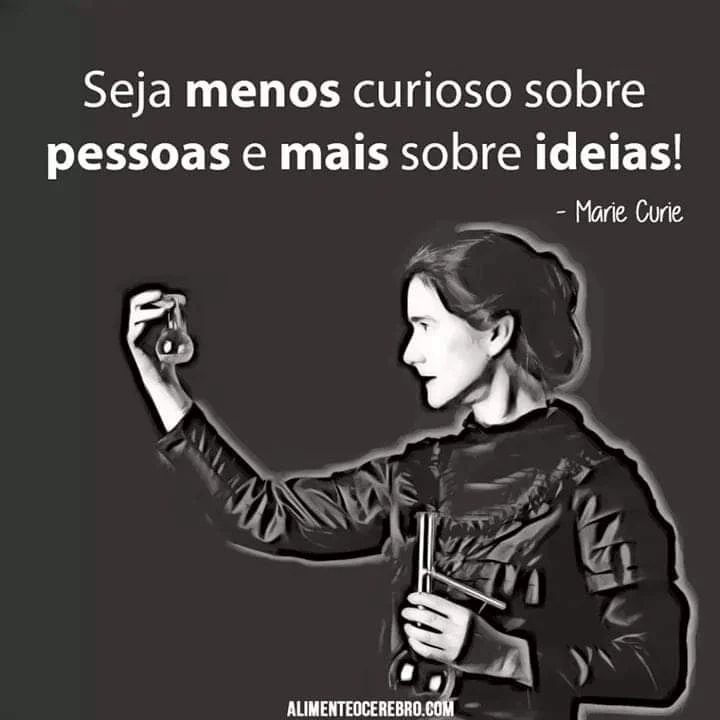 Seja menos curioso sobre
pessoas e mais sobre ideias!
- Marie Curie
ALIMENTEOCEREBRO.COM